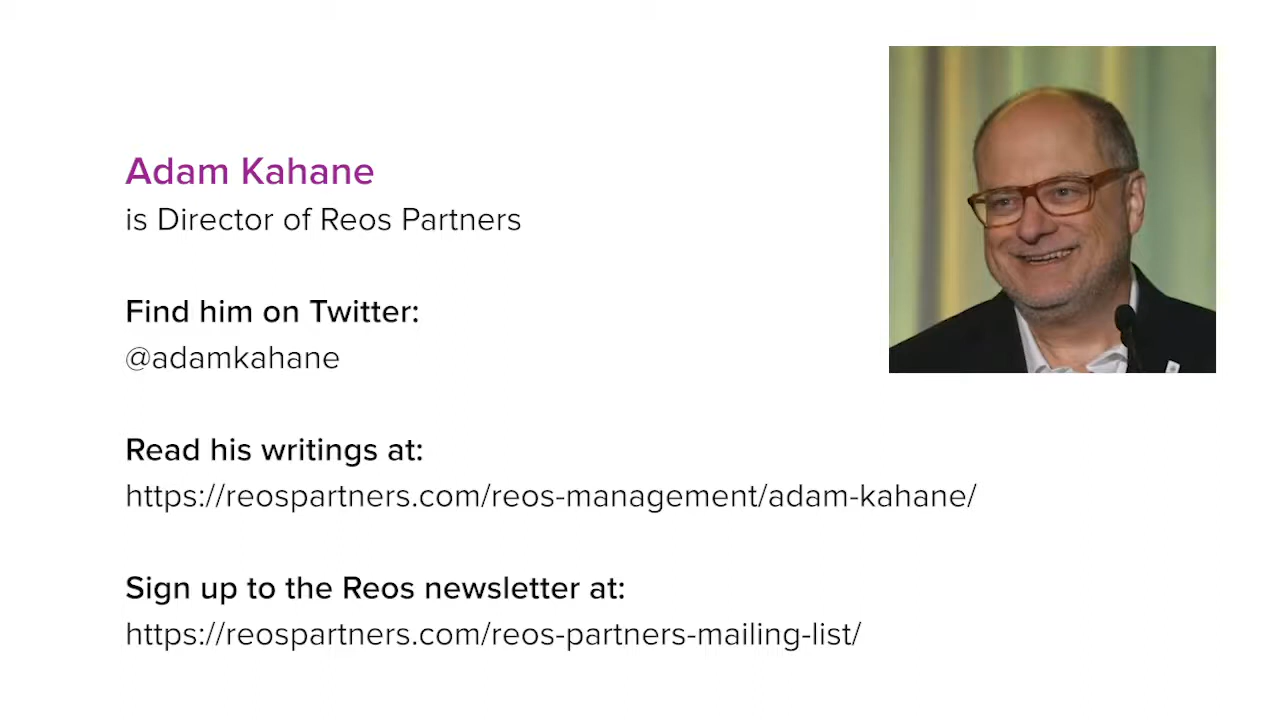 Adam Kahane
is Director of Reos Partners
Find him on Twitter:
@adamkahane
Read his writings at:
https://reospartners.com/reos-management/adam-kahane/
Sign up to the Reos newsletter at:
https://reospartners.com/reos-partners-mailing-list/